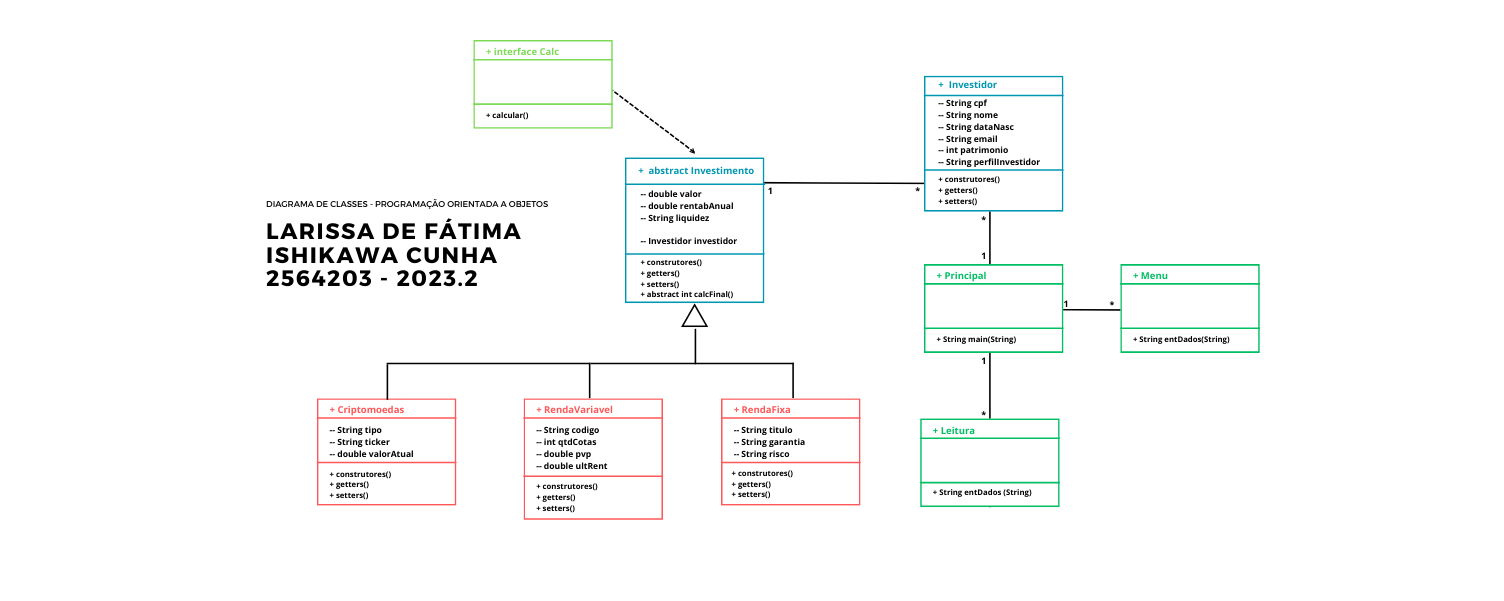 + interface Calc
+ calcular()
+ Investidor
-- String cpf
-- String nome
-- String dataNasc
-- String email
-- int patrimonio
-- String perfilInvestidor
+ construtores()
+ getters()
+ setters()
+ abstract Investimento
-- double valor
-- double rentabAnual
-- String liquidez
-- Investidor investidor
+ construtores()
+ getters()
+ setters()
+ abstract int calcFinal()
1
*
DIAGRAMA DE CLASSES - PROGRAMAÇÃO ORIENTADA A OBJETOS
LARISSA DE FÁTIMA
ISHIKAWA CUNHA
2564203 - 2023.2
*
1
+ Principal
+ String main(String)
1
*
+ Menu
+ String entDados(String)
1
*
+ Criptomoedas
-- String tipo
-- String ticker
-- double valorAtual
+ construtores()
+ getters()
+ setters()
+ RendaVariavel
-- String codigo
-- int qtdCotas
-- double pvp
-- double ultRent
+ construtores()
+ getters()
+ setters()
+ RendaFixa
-- String titulo
-- String garantia
-- String risco
+ construtores()
+ getters()
+ setters()
+ Leitura
+ String entDados (String)